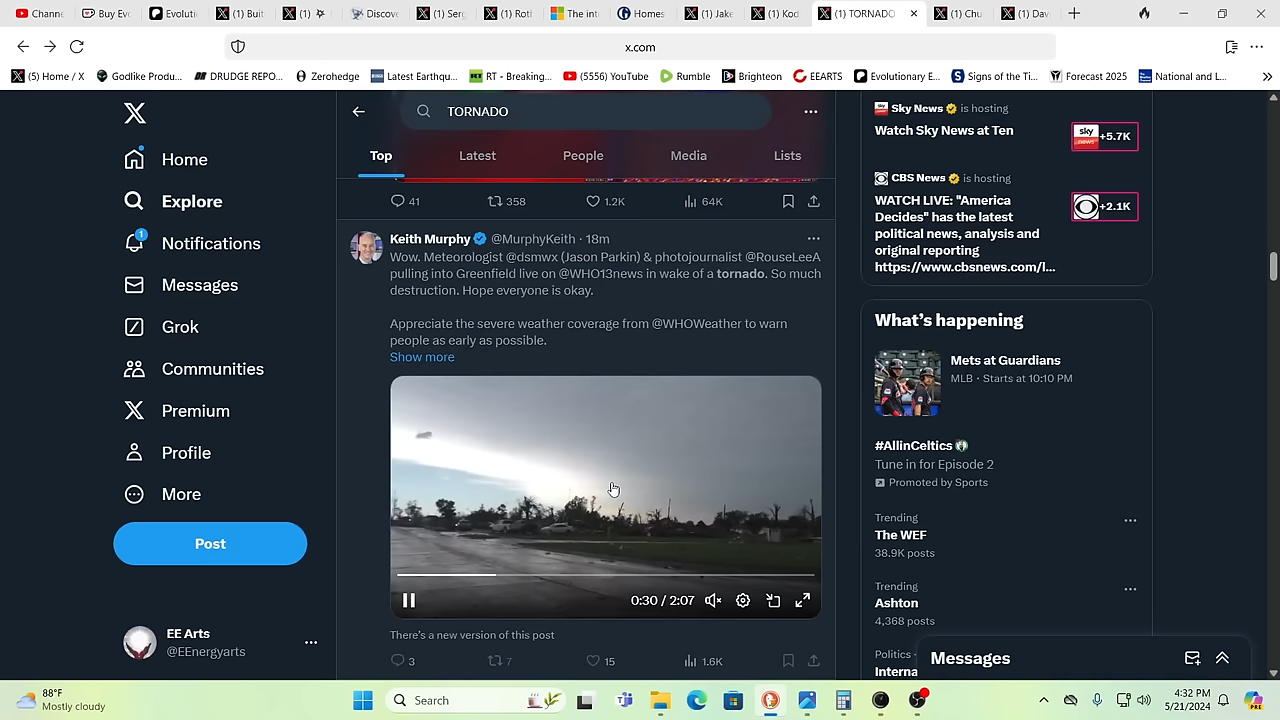 Chann
Buy Ev
Evoluti
(1) Buit
(1)
Discov
(1) Serg
(1) Rotl
The int
Homes
(1) Jake
(1) Kod
(1) TORNADO
(1) Chu
(1) Dav
x.com
(5) Home / X
Godlike Produ...
DRUDGE REPO...
Zerohedge
Latest Earthqu...
RT - Breaking...
(5556) YouTube
Rumble
Brighteon
EEARTS
Evolutionary E...
Signs of the Ti...
Forecast 2025
National and L...
Home
Explore
1
Notifications
Messages
Grok
Communities
Premium
Profile
More
Post
EE Arts
@EEnergyarts
TORNADO
Top
Latest
People
Media
Lists
41
358
1.2K
64K
Keith Murphy @MurphyKeith · 18m
Wow. Meteorologist @dsmwx (Jason Parkin) & photojournalist @RouseLeeA
pulling into Greenfield live on @WHO13news in wake of a tornado. So much
destruction. Hope everyone is okay.
Appreciate the severe weather coverage from @WHOWeather to warn
people as early as possible.
Show more
0:30 / 2:07
There's a new version of this post
3
7
15
1.6K
Sky News is hosting
Watch Sky News at Ten
sky news
+5.7K
CBS News is hosting
WATCH LIVE: "America
Decides" has the latest
political news, analysis and
original reporting
https://www.cbsnews.com/l...
+2.1K
What's happening
Mets at Guardians
MLB · Starts at 10:10 PM
#AllinCeltics
Tune in for Episode 2
Promoted by Sports
Trending
The WEF
38.9K posts
Trending
Ashton
4,368 posts
Politics ·
Interna
Messages
88°F
Mostly cloudy
Search
4:32 PM
5/21/2024
PRE